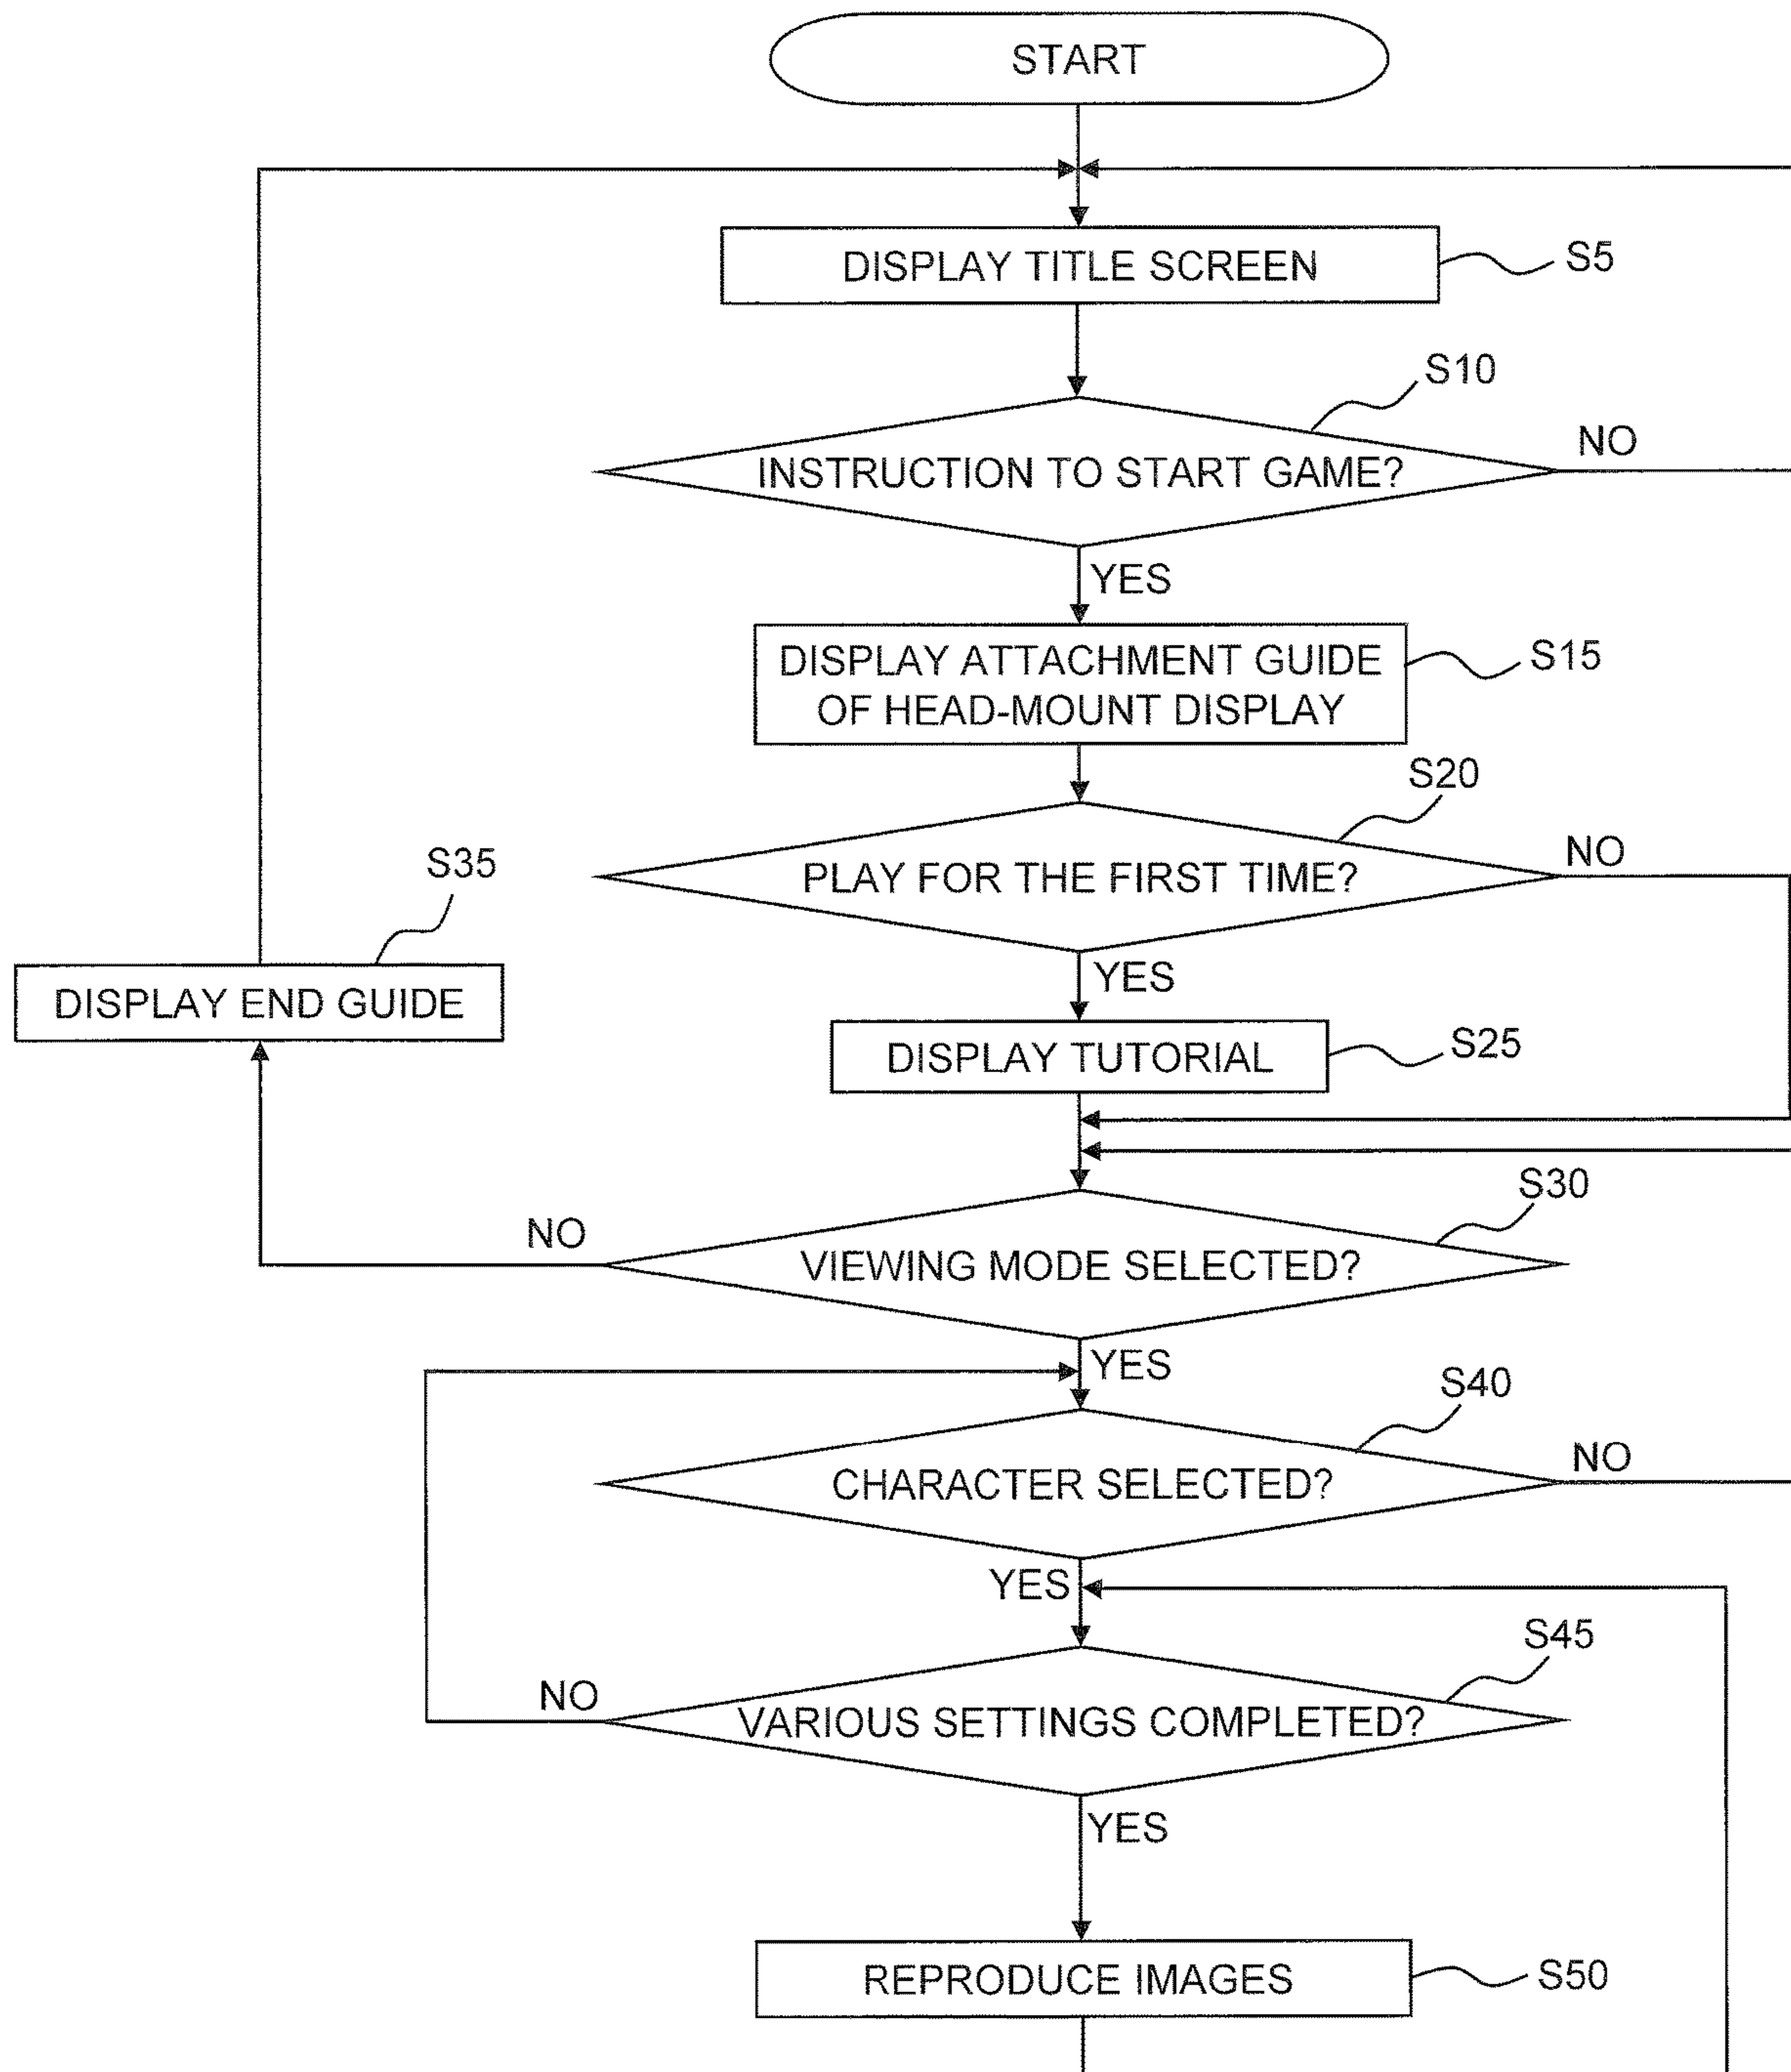 START
DISPLAY TITLE SCREEN
S5
S10
INSTRUCTION TO START GAME?
NO
YES
DISPLAY ATTACHMENT GUIDE
OF HEAD-MOUNT DISPLAY
S15
S20
PLAY FOR THE FIRST TIME?
NO
S35
YES
DISPLAY END GUIDE
DISPLAY TUTORIAL
S25
S30
NO
VIEWING MODE SELECTED?
YES
S40
CHARACTER SELECTED?
NO
YES
S45
NO
VARIOUS SETTINGS COMPLETED?
YES
REPRODUCE IMAGES
S50